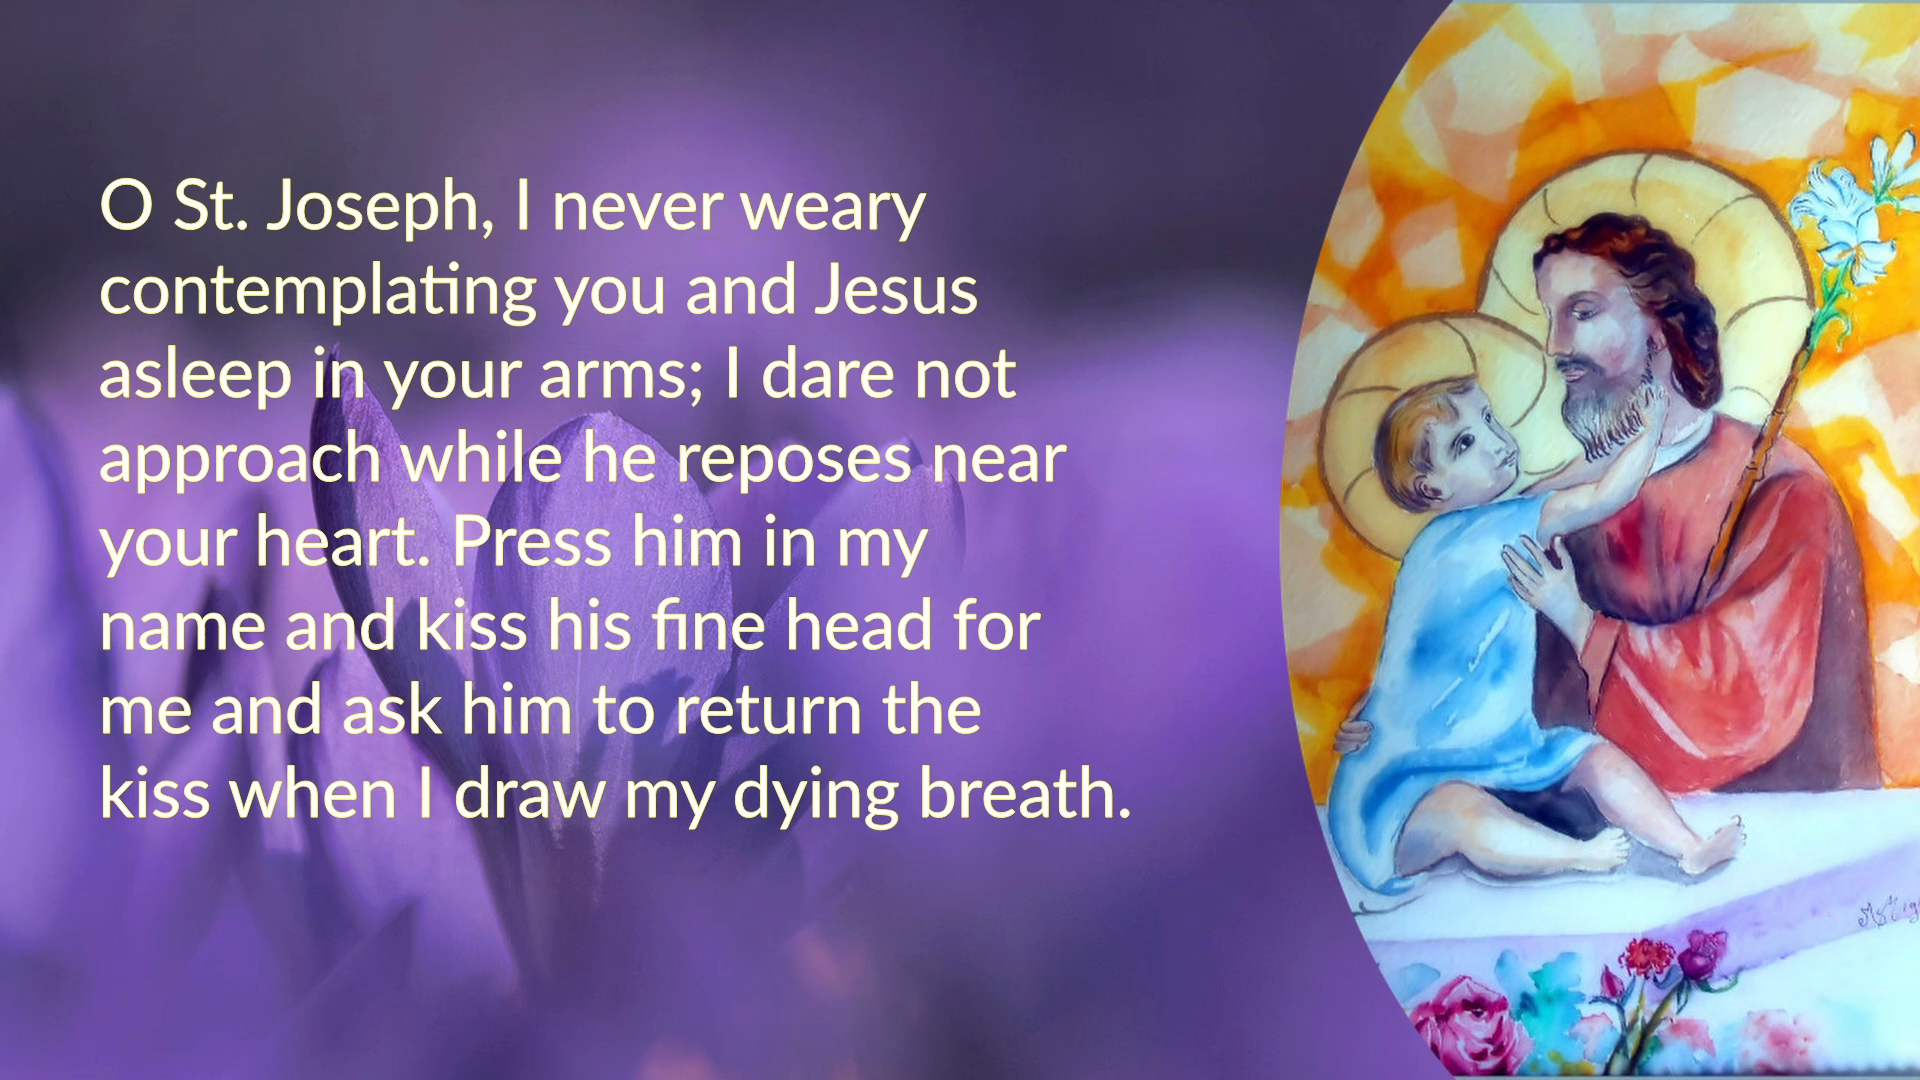 O St. Joseph, I never weary
contemplating you and Jesus
asleep in your arms; I dare not
approach while he reposes near
your heart. Press him in my
name and kiss his fine head for
me and ask him to return the
kiss when I draw my dying breath.